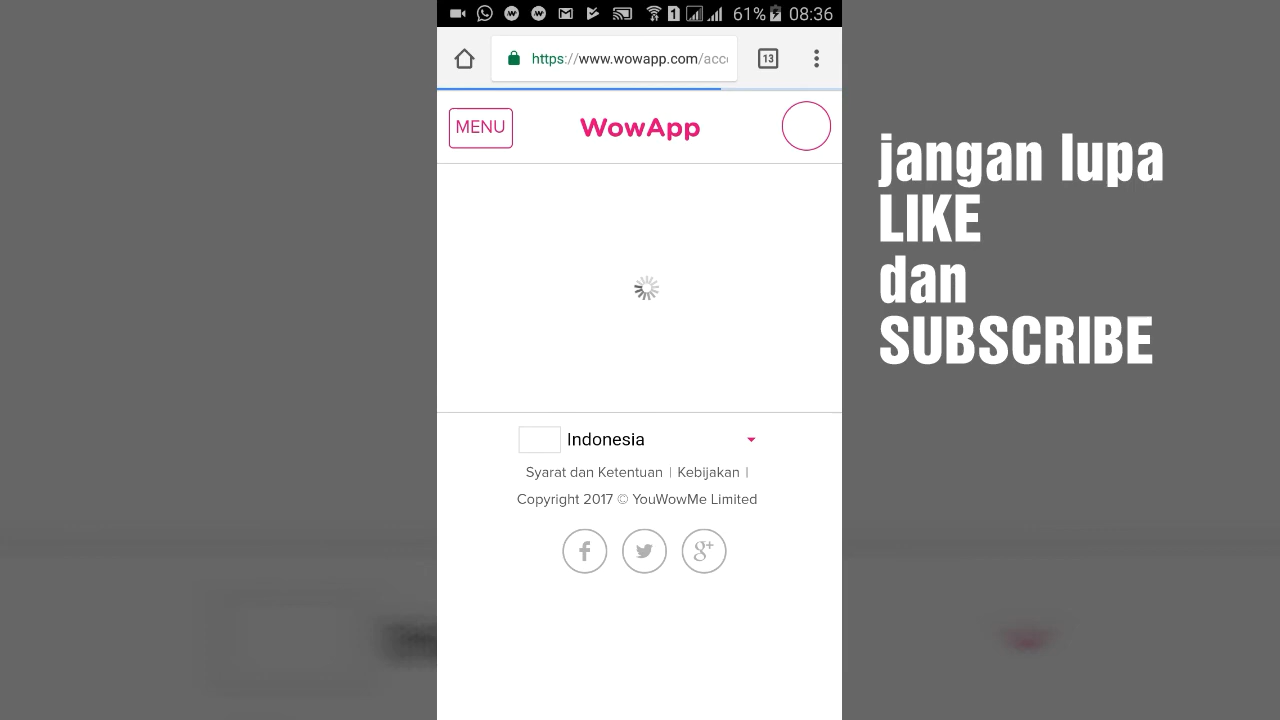 61% 08:36
https://www.wowapp.com/acc
13
MENU
WowApp
jangan lupa
LIKE
dan
SUBSCRIBE
Indonesia
Syarat dan Ketentuan | Kebijakan |
Copyright 2017 © YouWowMe Limited